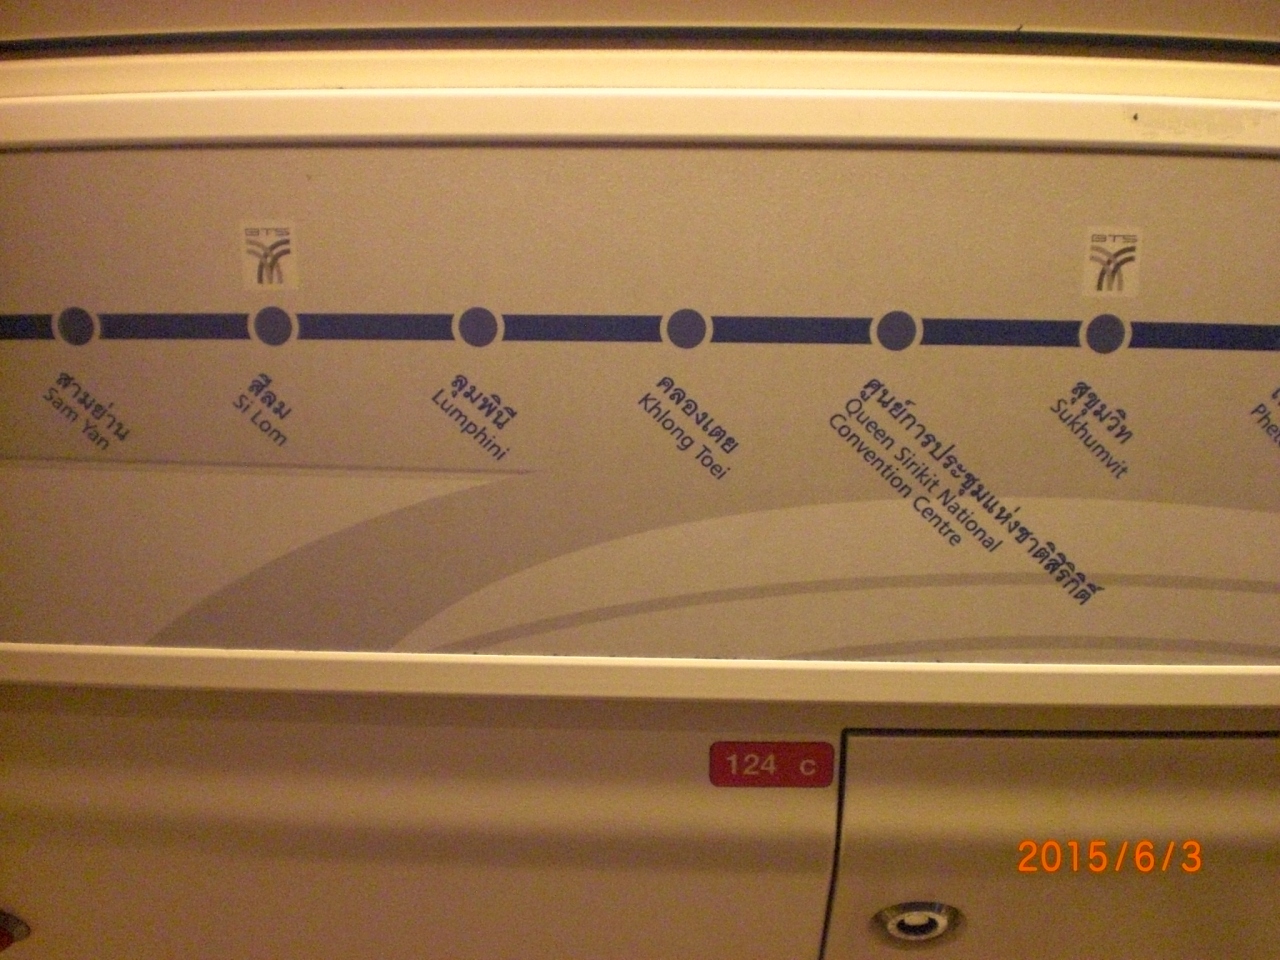 BTS
BTS
สามย่าน
Sam Yan
สีลม
Si Lom
ลุมพินี
Lumphini
คลองเตย
Khlong Toei
ศูนย์การประชุมแห่งชาติสิริกิติ์
Queen Sirikit National
Convention Centre
สุขุมวิท
Sukhumvit
124 C
2015/6/3